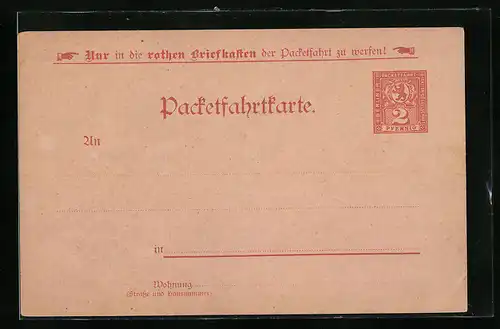 Nur in die rothen Briefkasten der Packetfahrt zu werfen!
Packetfahrtkarte.
2
PFENNIG
An
in
Wohnung
(Straße und Hausnummer)